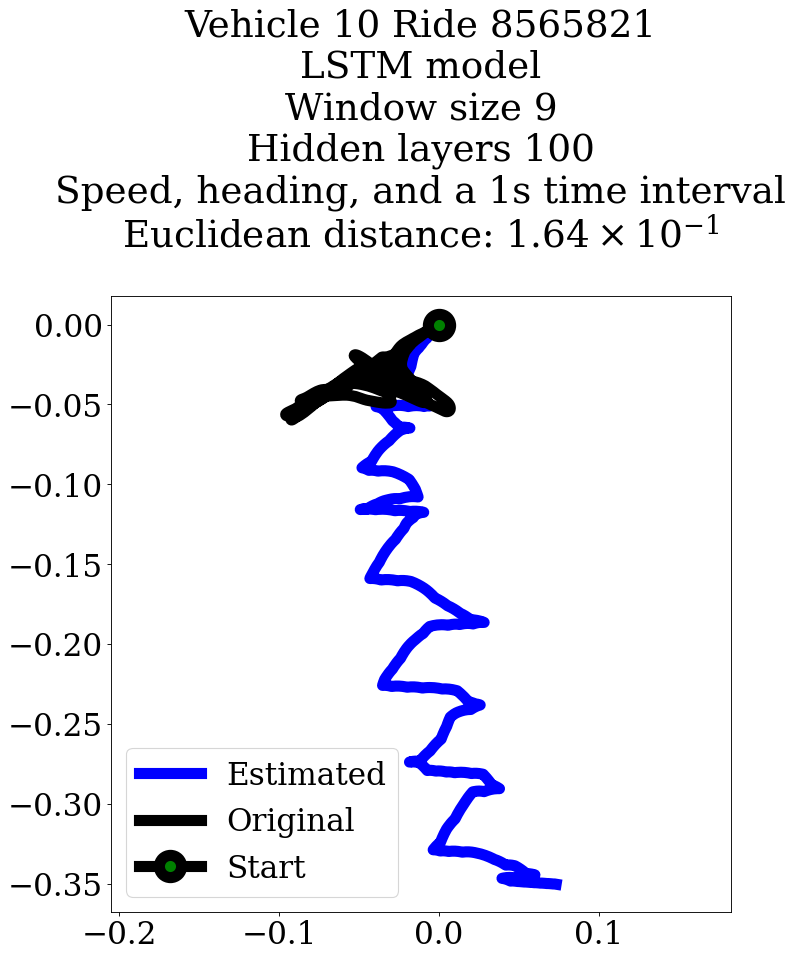 Vehicle 10 Ride 8565821
LSTM model
Window size 9
Hidden layers 100
Speed, heading, and a 1s time interval
Euclidean distance: 1.64 × 10⁻¹
0.00
−0.05
−0.10
−0.15
−0.20
−0.25
−0.30
−0.35
Estimated
Original
Start
−0.2
−0.1
0.0
0.1